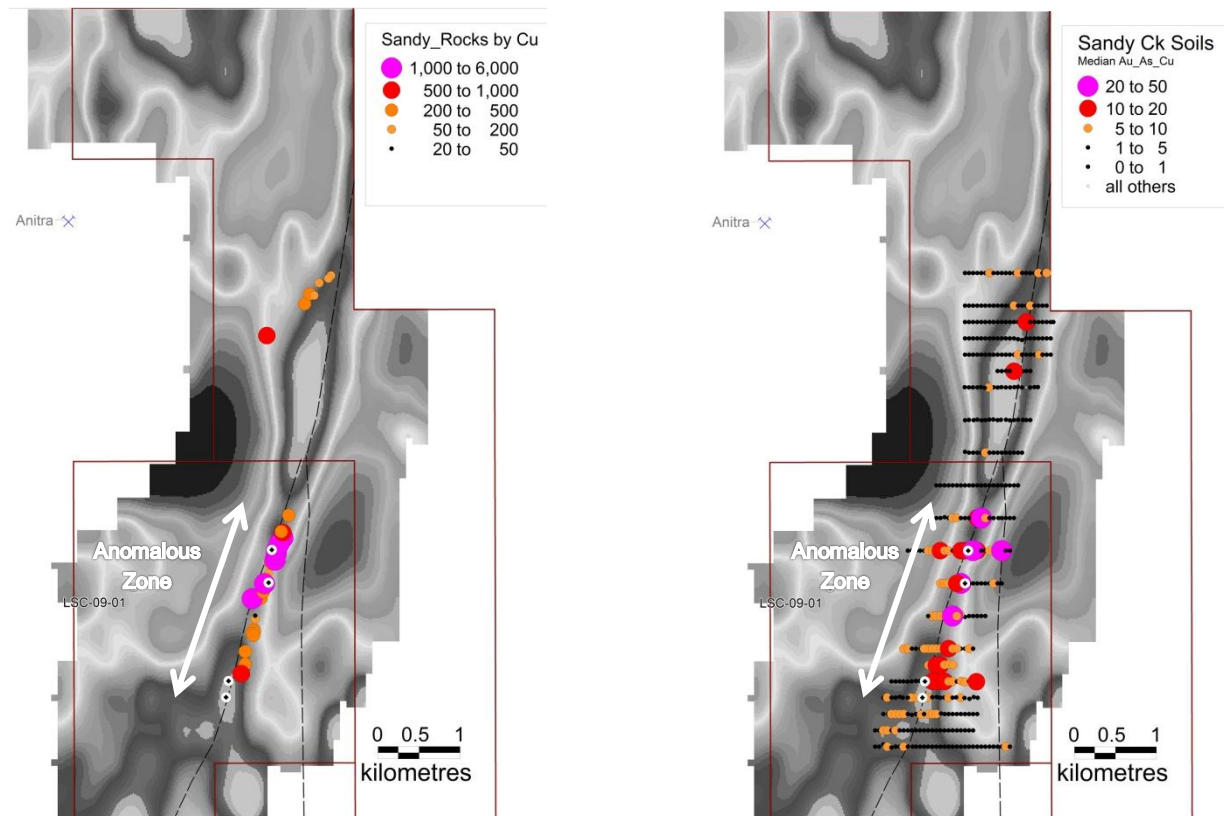 Sandy_Rocks by Cu
1,000 to 6,000
500 to 1,000
200 to 500
50 to 200
20 to 50
Anitra
Anomalous
Zone
LSC-09-01
0 0.5 1
kilometres
Sandy Ck Soils
Median Au_As_Cu
20 to 50
10 to 20
5 to 10
1 to 5
0 to 1
all others
Anitra
Anomalous
Zone
LSC-09-01
0 0.5 1
kilometres